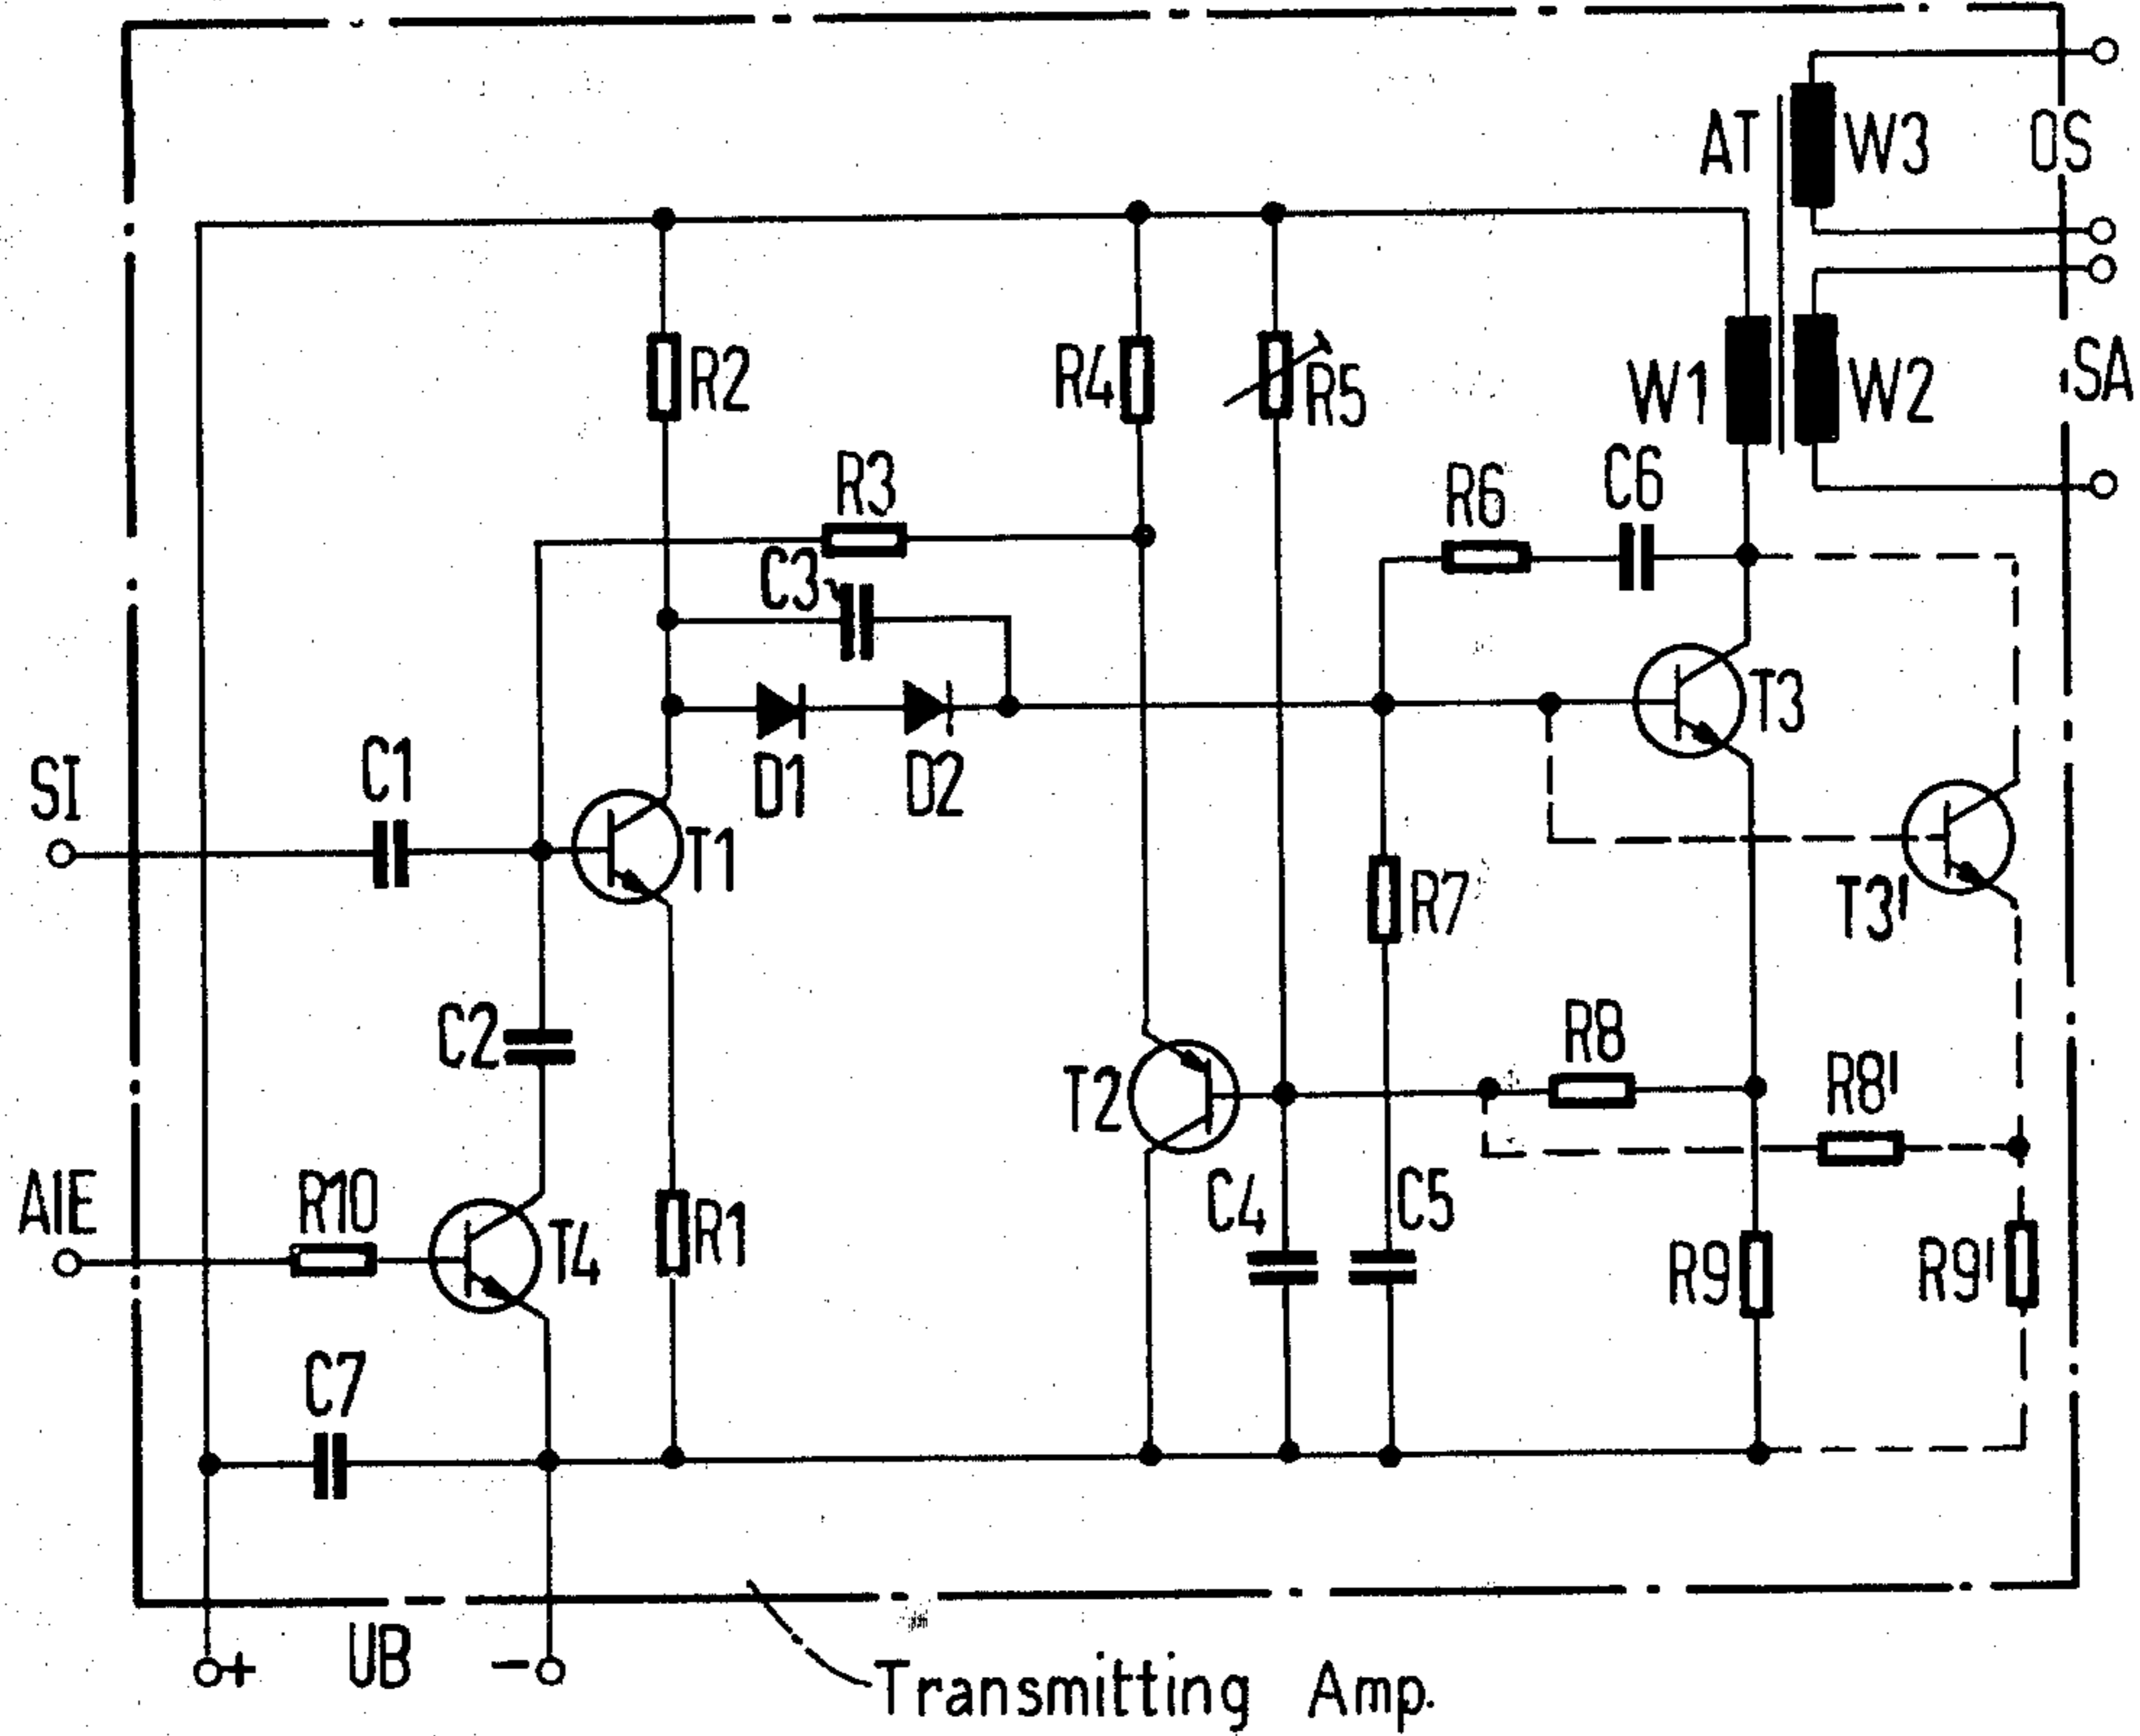 AT
W3
OS
R2
R4
R5
W1
W2
SA
R3
R6
C6
C3
SI
C1
D1
D2
T3
T1
R7
T3'
C2
R8
T2
R8'
AIE
R10
T4
R1
C4
C5
R9
R9'
C7
+ UB -
Transmitting Amp.